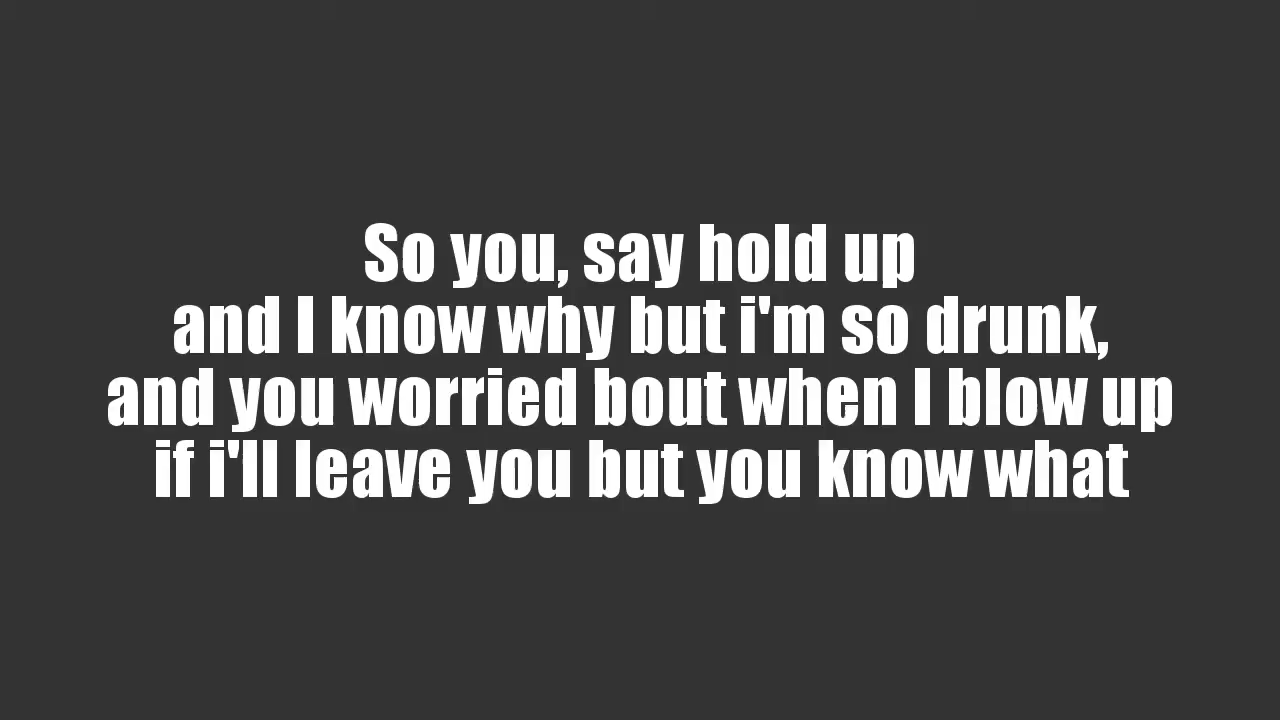 So you, say hold up
and I know why but i'm so drunk,
and you worried bout when I blow up
if i'll leave you but you know what